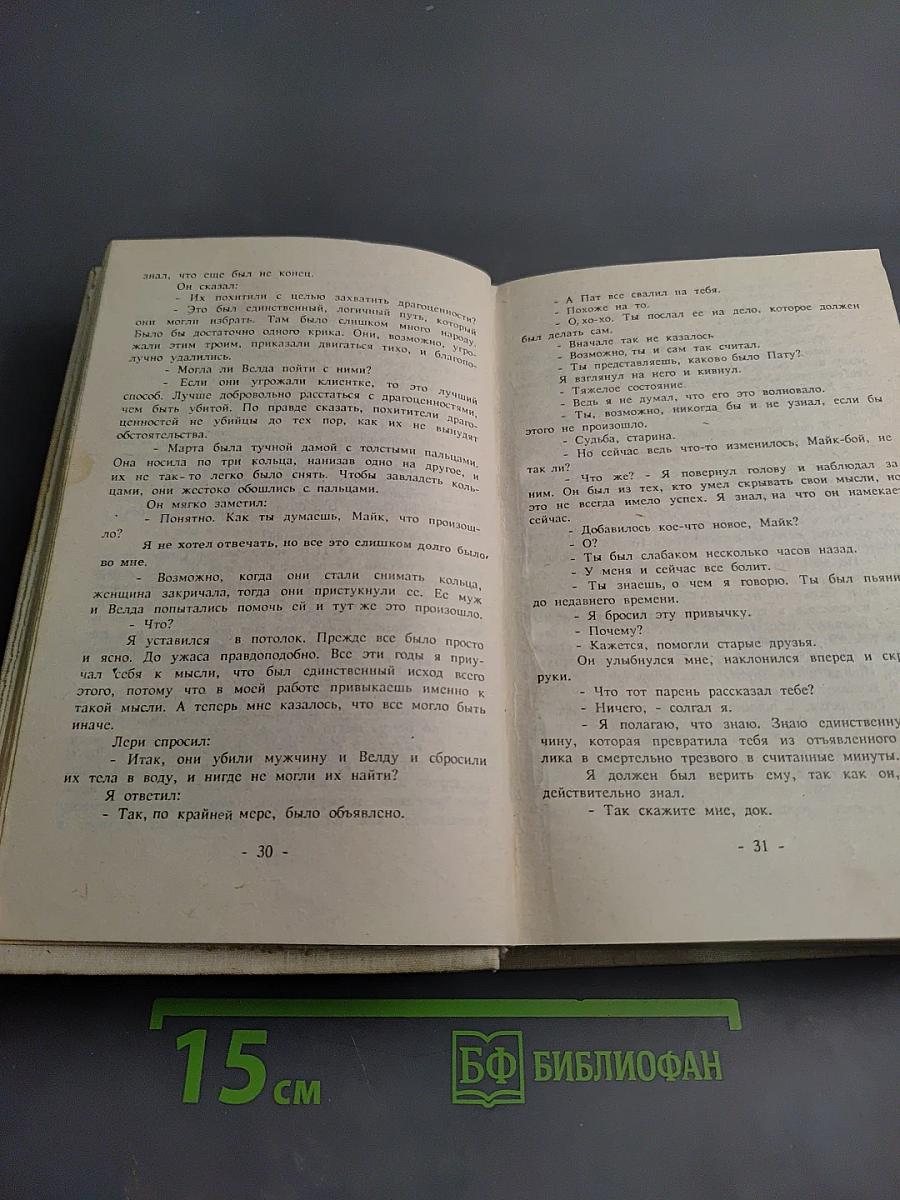 знал, что еще был не конец.
Он сказал:
- Их похитили с целью захватить драгоценности?
- Это был единственный, логичный путь, который
они могли избрать. Там было слишком много народу.
Было бы достаточно одного крика. Они, возможно, угро-
жали этим троим, приказали двигаться тихо, и благопо-
лучно удалились.
- Могла ли Велда пойти с ними?
- Если они угрожали клиентке, то это лучший
способ. Лучше добровольно расстаться с драгоценностями,
чем быть убитой. По правде сказать, похитители драго-
ценностей не убийцы до тех пор, как их не вынудят
обстоятельства.
- Марта была тучной дамой с толстыми пальцами.
Она носила по три кольца, нанизав одно на другое, и
их не так-то легко было снять. Чтобы завладеть коль-
цами, они жестоко обошлись с пальцами.
Он мягко заметил:
- Понятно. Как ты думаешь, Майк, что произош-
ло?
Я не хотел отвечать, но все это слишком долго было
во мне.
- Возможно, когда они стали снимать кольца,
женщина закричала, тогда они пристукнули ее. Ее муж
и Велда попытались помочь ей и тут же это произошло.
- Что?
Я уставился в потолок. Прежде все было просто
и ясно. До ужаса правдоподобно. Все эти годы я приу-
чал себя к мысли, что был единственный исход всего
этого, потому что в моей работе привыкаешь именно к
такой мысли. А теперь мне казалось, что все могло быть
иначе.
Лери спросил:
- Итак, они убили мужчину и Велду и сбросили
их тела в воду, и нигде не могли их найти?
Я ответил:
- Так, по крайней мере, было объявлено.
- 30 -
- А Пат все свалил на тебя.
- Похоже на то.
- О, хо-хо. Ты послал ее на дело, которое должен
был делать сам.
- Вначале так не казалось
- Возможно, ты и сам так считал.
- Ты представляешь, каково было Пату?
Я взглянул на него и кивнул.
- Тяжелое состояние.
- Ведь я не думал, что его это волновало.
- Ты, возможно, никогда бы и не узнал, если бы
этого не произошло.
- Судьба, старина.
- Но сейчас ведь что-то изменилось, Майк-бой, не
так ли?
- Что же? - Я повернул голову и наблюдал за
ним. Он был из тех, кто умел скрывать свои мысли, но
это не всегда имело успех. Я знал, на что он намекае
сейчас.
- Добавилось кое-что новое, Майк?
- О?
- Ты был слабаком несколько часов назад.
- У меня и сейчас все болит.
- Ты знаешь, о чем я говорю. Ты был пьяни
до недавнего времени.
- Я бросил эту привычку.
- Почему?
- Кажется, помогли старые друзья.
Он улыбнулся мне, наклонился вперед и скр
руки.
- Что тот парень рассказал тебе?
- Ничего, - солгал я.
- Я полагаю, что знаю. Знаю единственну
чину, которая превратила тебя из отъявленного
лика в смертельно трезвого в считанные минуты.
Я должен был верить ему, так как он,
действительно знал.
- Так скажите мне, док.
- 31 -
15 см
БФ БИБЛИОФАН